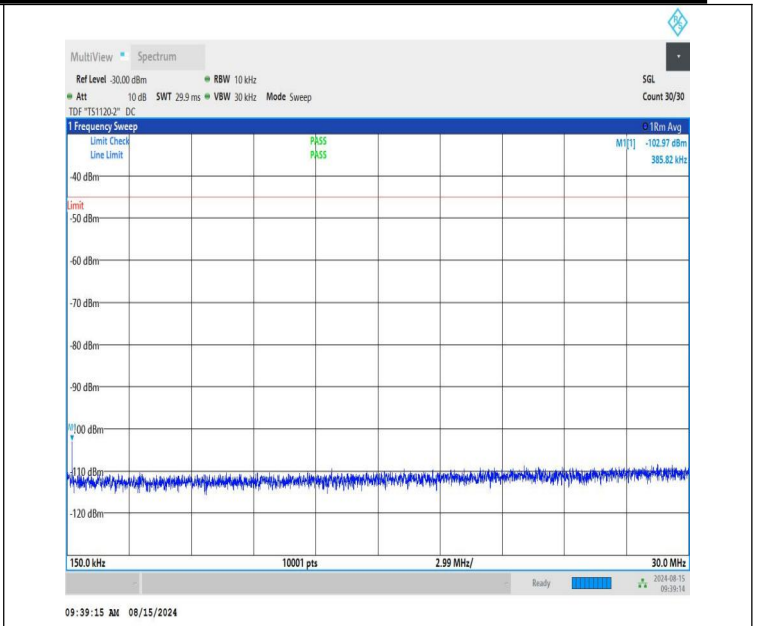 MultiView Spectrum
Ref Level -30.00 dBm RBW 10 kHz SGL
Att 10 dB SWT 29.9 ms VBW 30 kHz Mode Sweep Count 30/30
TDF "TS1120-2" DC
1 Frequency Sweep 1Rm Avg
Limit Check PASS M1[1] -102.97 dBm
Line Limit PASS 385.82 kHz
-40 dBm
Limit
-50 dBm
-60 dBm
-70 dBm
-80 dBm
-90 dBm
M1
-100 dBm
-110 dBm
-120 dBm
150.0 kHz 10001 pts 2.99 MHz/ 30.0 MHz
Ready 2024-08-15
09:39:14
09:39:15 AM 08/15/2024